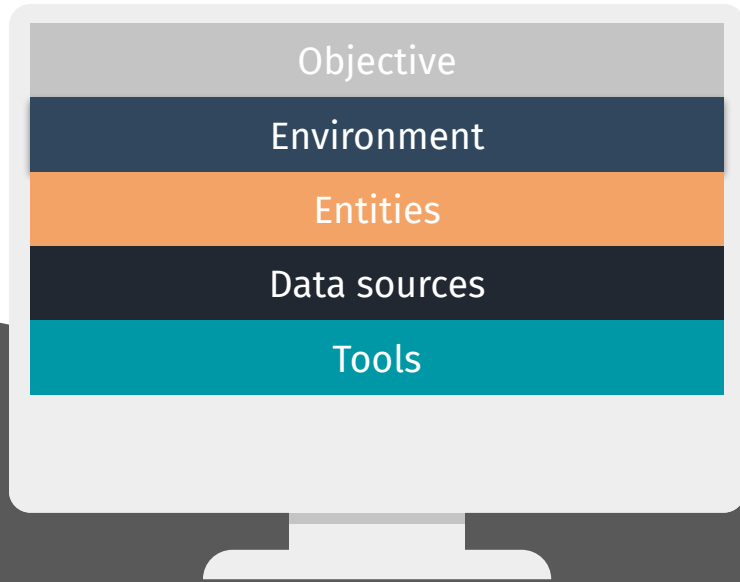 Objective
Environment
Entities
Data sources
Tools